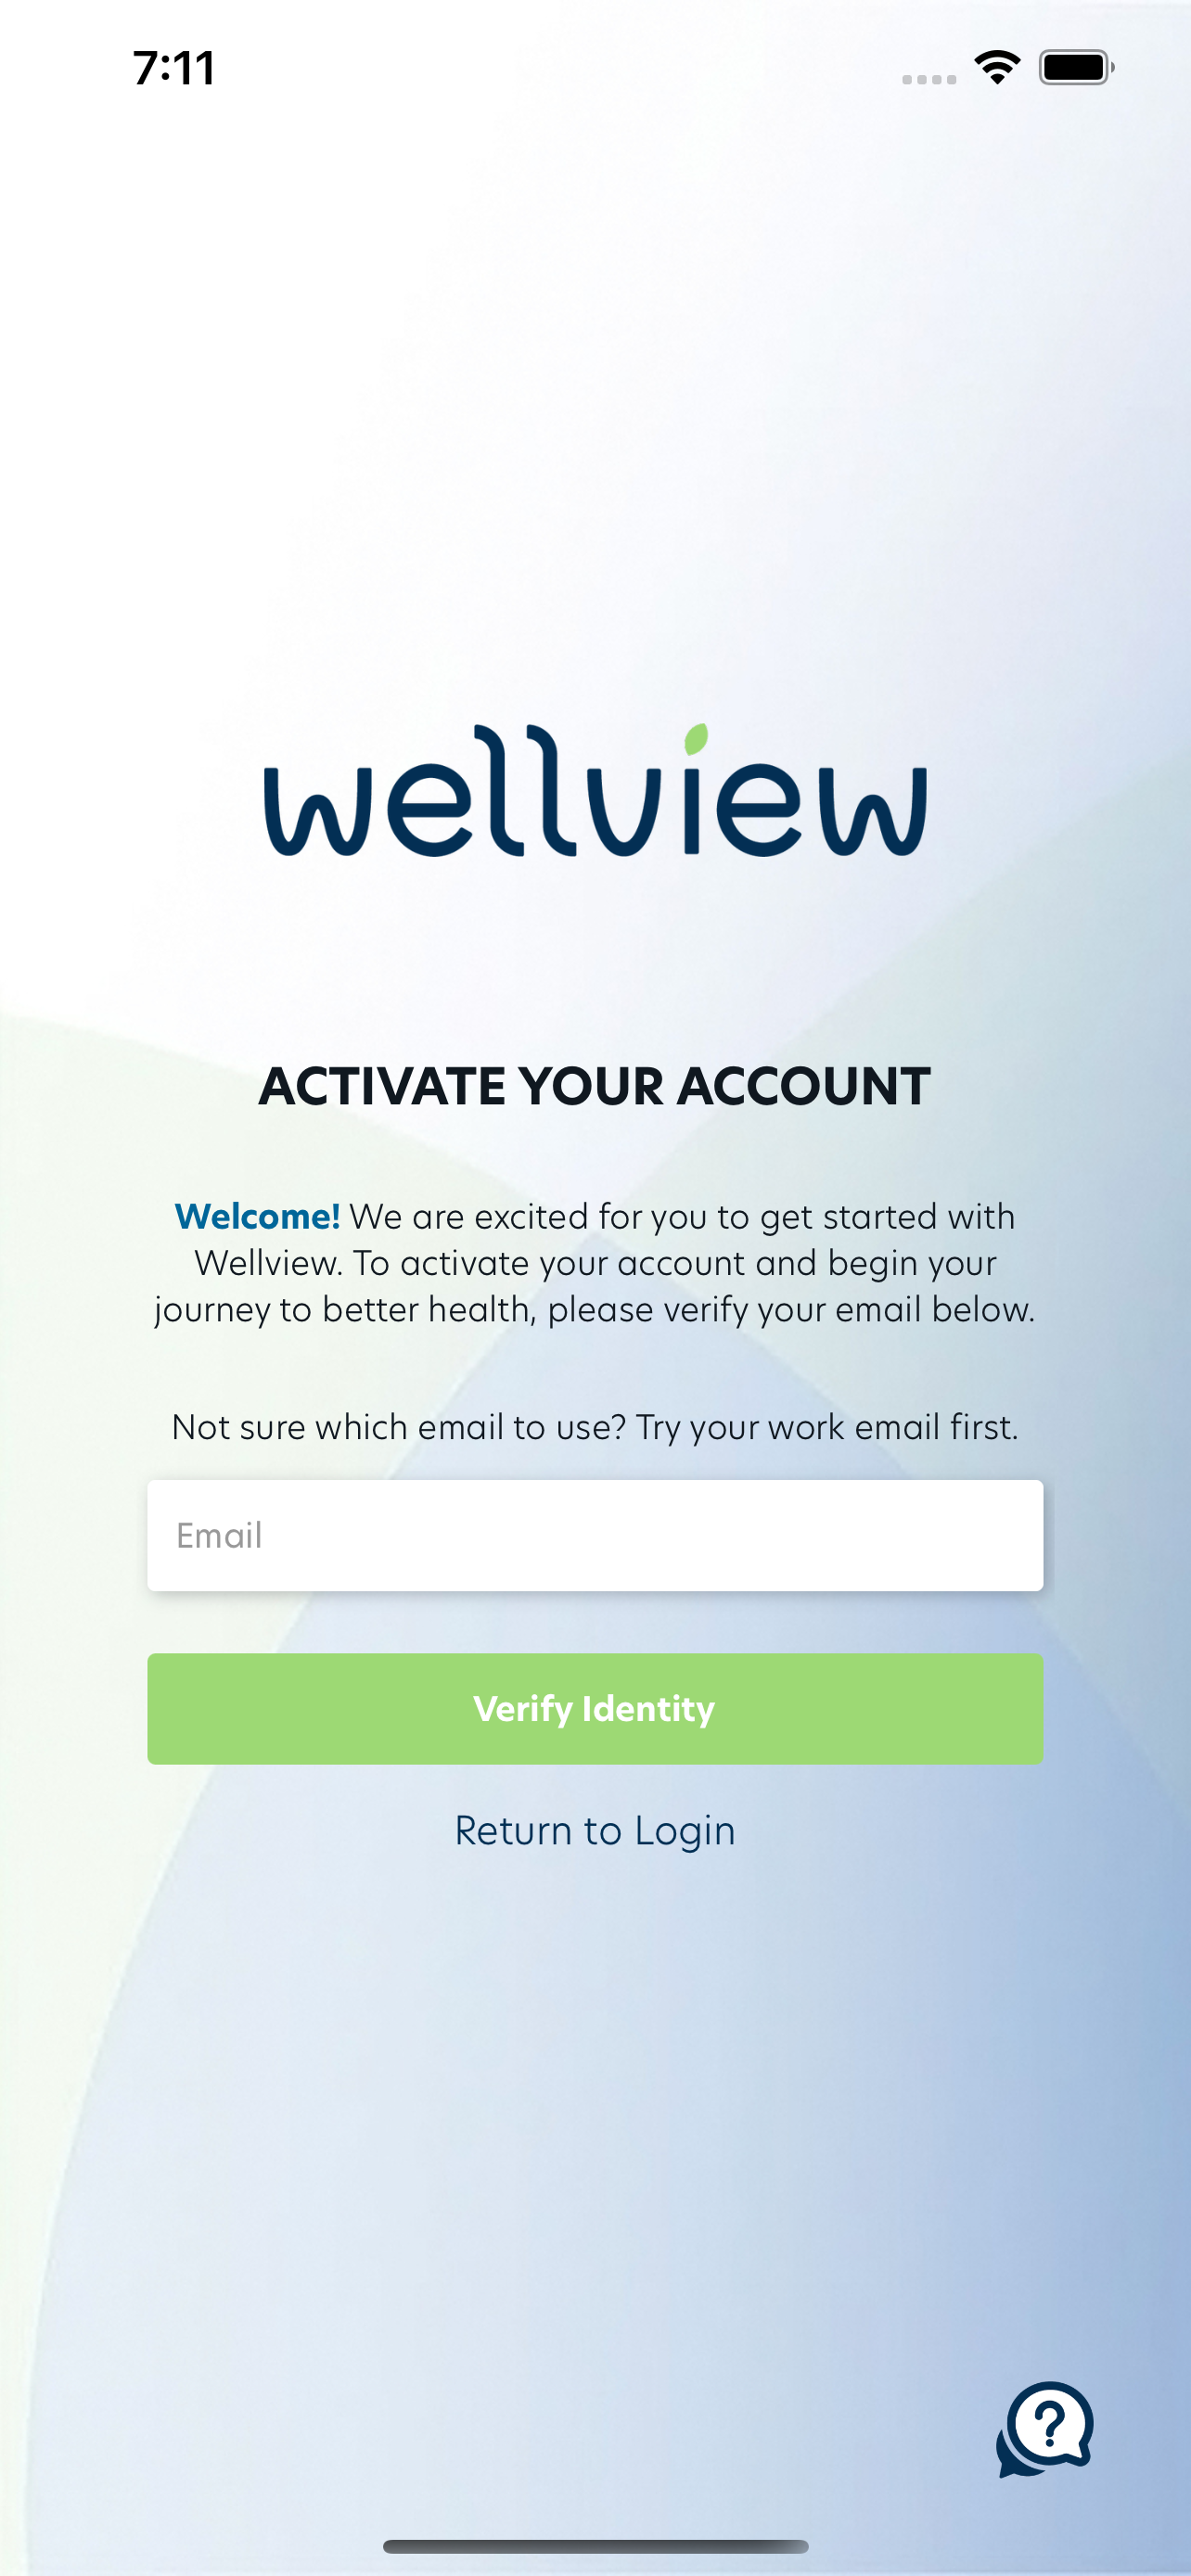 7:11
wellview
ACTIVATE YOUR ACCOUNT
Welcome! We are excited for you to get started with
Wellview. To activate your account and begin your
journey to better health, please verify your email below.
Not sure which email to use? Try your work email first.
Email
Verify Identity
Return to Login
?